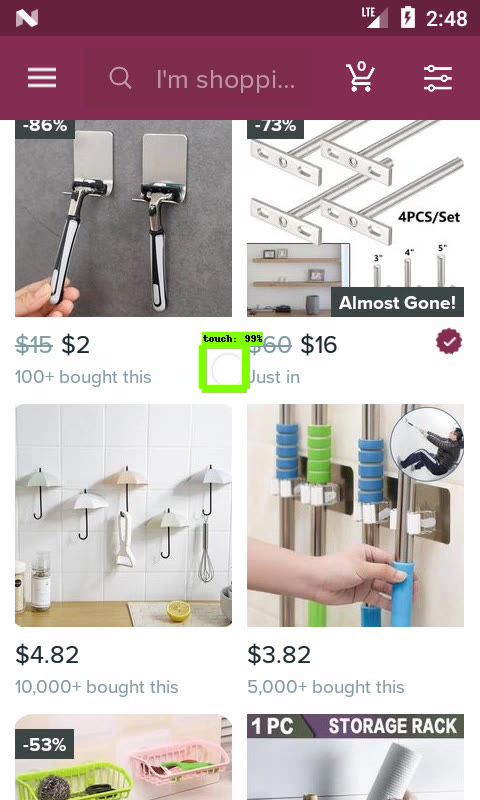 LTE 2:48
I'm shoppi... 0
-86%
-73%
4PCS/Set
3" 4" 5"
Almost Gone!
$15 $2
100+ bought this
touch: 99%
$60 $16
Just in
$4.82
10,000+ bought this
$3.82
5,000+ bought this
-53%
1 PC STORAGE RACK